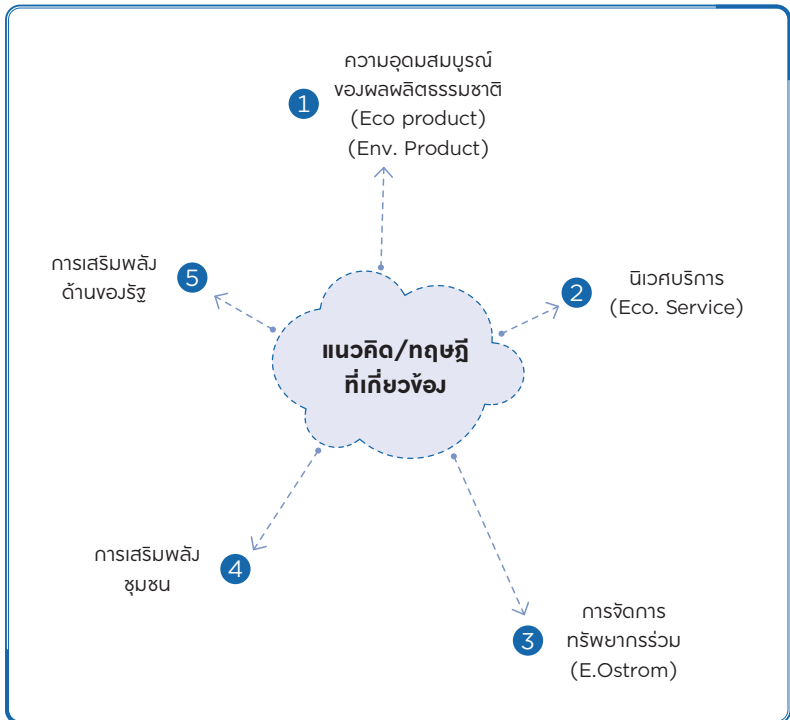 ความอุดมสมบูรณ์
ของผลผลิตธรรมชาติ
(Eco product)
(Env. Product)
1
นิเวศบริการ
(Eco. Service)
2
การจัดการ
ทรัพยากรร่วม
(E.Ostrom)
3
การเสริมพลัง
ชุมชน
4
การเสริมพลัง
ด้านของรัฐ
5
แนวคิด/ทฤษฎี
ที่เกี่ยวข้อง